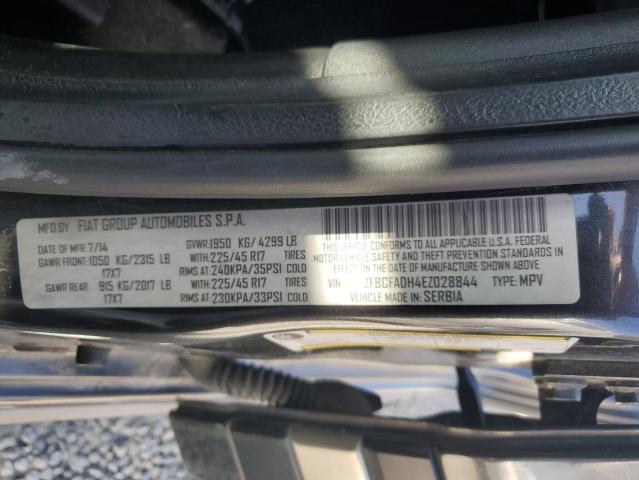 MFD BY FIAT GROUP AUTOMOBILES S.P.A.
DATE OF MFR 7/14 GVWR: 1950 KG/ 4299 LB
GAWR FRONT: 1050 KG/2315 LB WITH: 225/45 R17 TIRES
17X7 RIMS AT: 240KPA/35PSI COLD
GAWR REAR: 915 KG/2017 LB WITH: 225/45 R17 TIRES
17X7 RIMS AT: 230KPA/33PSI COLD
THIS VEHICLE CONFORMS TO ALL APPLICABLE U.S.A. FEDERAL
MOTOR VEHICLE SAFETY, BUMPER, AND THEFT PREVENTION STANDARDS
IN EFFECT ON THE DATE OF MANUFACTURE SHOWN ABOVE.
VIN ZFBCFADH4EZ028844 TYPE: MPV
VEHICLE MADE IN: SERBIA